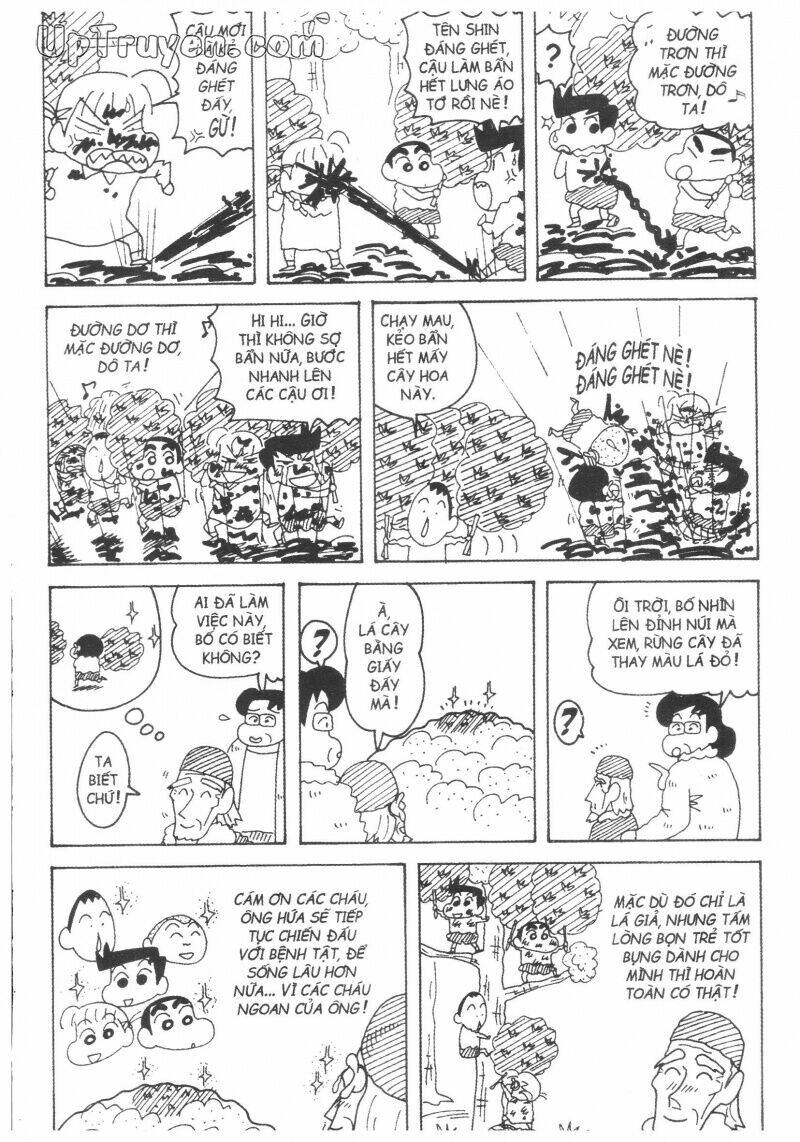 UpTruyen.com
ĐƯỜNG
TRƠN THÌ
MẶC ĐƯỜNG
TRƠN, DÔ
TA!
?
TÊN SHIN
ĐÁNG GHÉT,
CẬU LÀM BẨN
HẾT LƯNG ÁO
TỚ RỒI NÈ!
CẬU MỚI
LÀ KẺ
ĐÁNG
GHÉT
ĐẤY,
GỪ!
ĐÁNG GHÉT NÈ!
ĐÁNG GHÉT NÈ!
CHẠY MAU,
KẺO BẨN
HẾT MẤY
CÂY HOA
NÀY.
HI HI... GIỜ
THÌ KHÔNG SỢ
BẨN NỮA, BƯỚC
NHANH LÊN
CÁC CẬU ƠI!
ĐƯỜNG DƠ THÌ
MẶC ĐƯỜNG DƠ,
DÔ TA!
ÔI TRỜI, BỐ NHÌN
LÊN ĐỈNH NÚI MÀ
XEM, RỪNG CÂY ĐÃ
THAY MÀU LÁ ĐỎ!
?
À,
LÁ CÂY
BẰNG
GIẤY
ĐẤY
MÀ!
?
AI ĐÃ LÀM
VIỆC NÀY,
BỐ CÓ BIẾT
KHÔNG?
TA
BIẾT
CHỨ!
MẶC DÙ ĐÓ CHỈ LÀ
LÁ GIẢ, NHƯNG TẤM
LÒNG BỌN TRẺ TỐT
BỤNG DÀNH CHO
MÌNH THÌ HOÀN
TOÀN CÓ THẬT!
CÁM ƠN CÁC CHÁU,
ÔNG HỨA SẼ TIẾP
TỤC CHIẾN ĐẤU
VỚI BỆNH TẬT, ĐỂ
SỐNG LÂU HƠN
NỮA... VÌ CÁC CHÁU
NGOAN CỦA ÔNG!